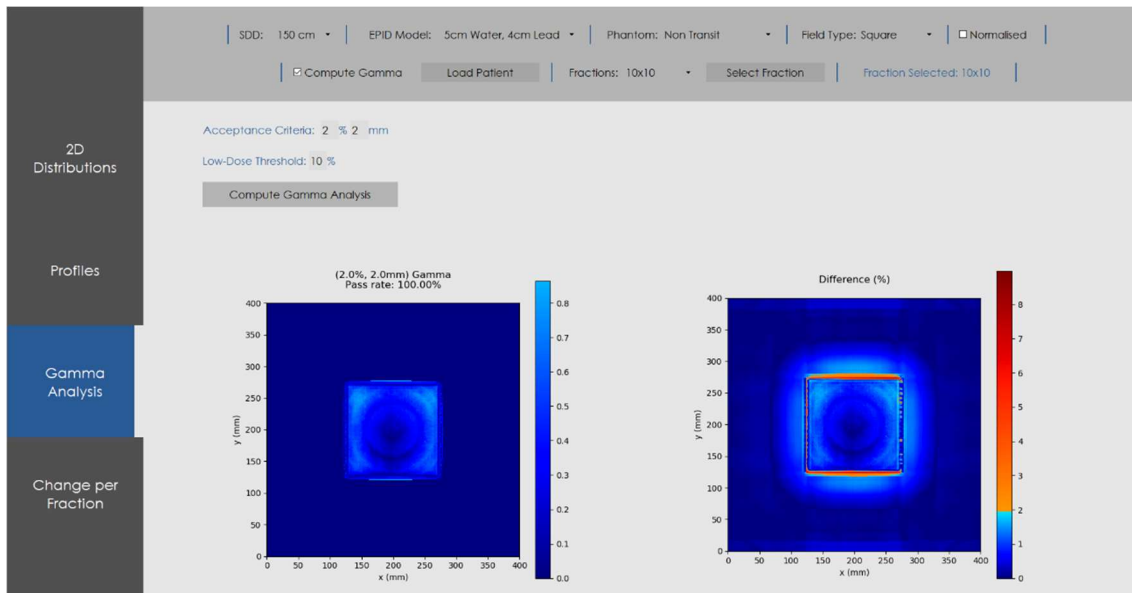 SDD: 150 cm EPID Model: 5cm Water, 4cm Lead Phantom: Non Transit Field Type: Square Normalised
Compute Gamma Load Patient Fractions: 10x10 Select Fraction Fraction Selected: 10x10
2D
Distributions
Profiles
Gamma
Analysis
Change per
Fraction
Acceptance Criteria: 2 % 2 mm
Low-Dose Threshold: 10 %
Compute Gamma Analysis
(2.0%, 2.0mm) Gamma
Pass rate: 100.00%
400
350
300
250
200
150
100
50
0
y (mm)
0 50 100 150 200 250 300 350 400
x (mm)
0.8
0.7
0.6
0.5
0.4
0.3
0.2
0.1
0.0
Difference (%)
400
350
300
250
200
150
100
50
0
y (mm)
0 50 100 150 200 250 300 350 400
x (mm)
8
7
6
5
4
3
2
1
0